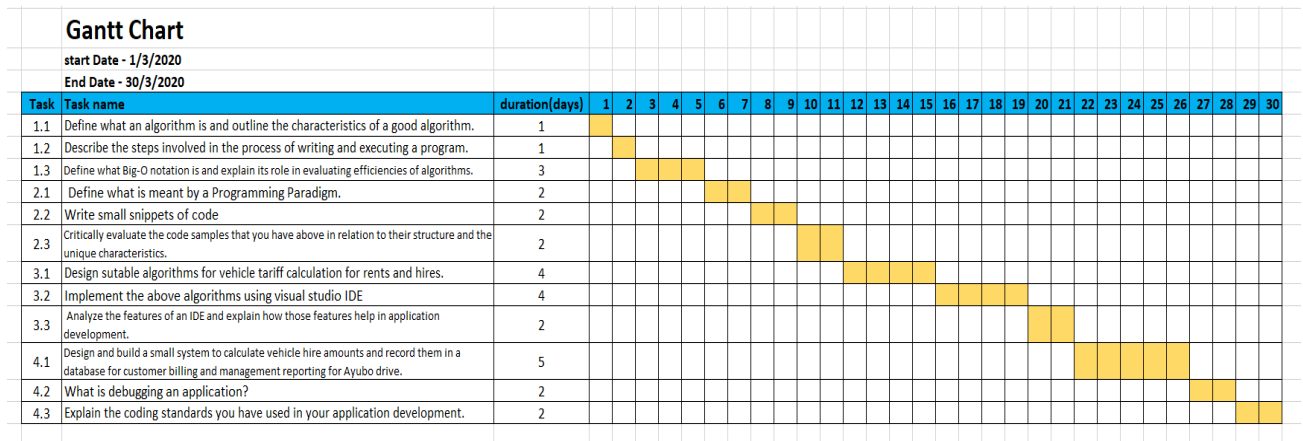 Gantt Chart
start Date - 1/3/2020
End Date - 30/3/2020
Task Task name duration(days) 1 2 3 4 5 6 7 8 9 10 11 12 13 14 15 16 17 18 19 20 21 22 23 24 25 26 27 28 29 30
1.1 Define what an algorithm is and outline the characteristics of a good algorithm. 1
1.2 Describe the steps involved in the process of writing and executing a program. 1
1.3 Define what Big-O notation is and explain its role in evaluating efficiencies of algorithms. 3
2.1 Define what is meant by a Programming Paradigm. 2
2.2 Write small snippets of code 2
2.3 Critically evaluate the code samples that you have above in relation to their structure and the
unique characteristics. 2
3.1 Design sutable algorithms for vehicle tariff calculation for rents and hires. 4
3.2 Implement the above algorithms using visual studio IDE 4
3.3 Analyze the features of an IDE and explain how those features help in application
development. 2
4.1 Design and build a small system to calculate vehicle hire amounts and record them in a
database for customer billing and management reporting for Ayubo drive. 5
4.2 What is debugging an application? 2
4.3 Explain the coding standards you have used in your application development. 2